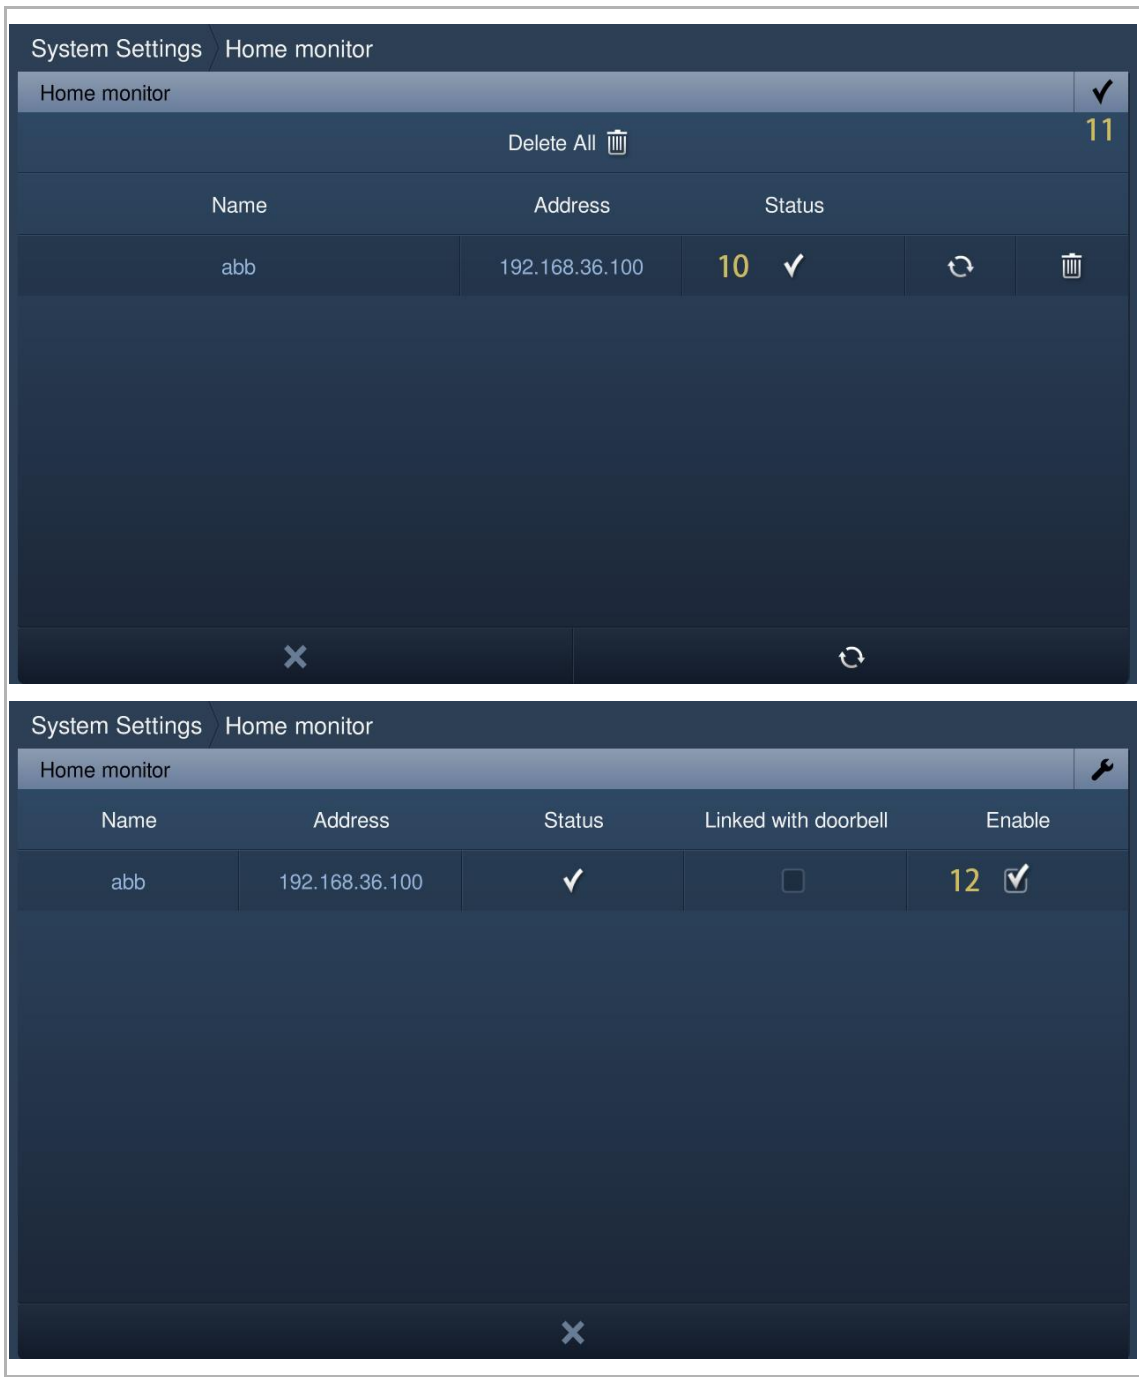 System Settings Home monitor
Home monitor
11
Delete All
Name Address Status
abb 192.168.36.100 10
System Settings Home monitor
Home monitor
Name Address Status Linked with doorbell Enable
abb 192.168.36.100 12